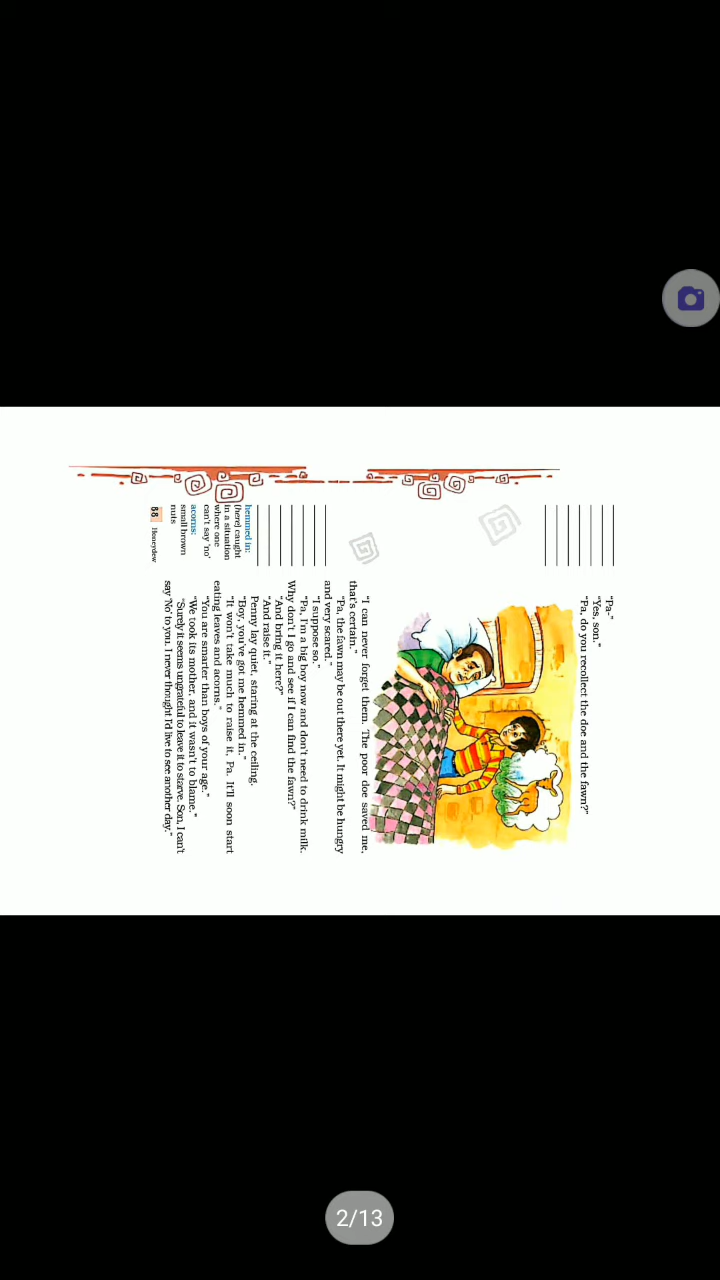 "Pa-"
"Yes, son."
"Pa, do you recollect the doe and the fawn?"
"I can never forget them. The poor doe saved me,
that's certain."
"Pa, the fawn may be out there yet. It might be hungry
and very scared."
"I suppose so."
"Pa, I'm a big boy now and don't need to drink milk.
Why don't I go and see if I can find the fawn?"
"And bring it here?"
"And raise it."
Penny lay quiet, staring at the ceiling.
"Boy, you've got me hemmed in."
"It won't take much to raise it, Pa. It'll soon start
eating leaves and acorns."
"You are smarter than boys of your age."
"We took its mother, and it wasn't to blame."
"Surely it seems ungrateful to leave it to starve. Son, I can't
say 'No' to you. I never thought I'd live to see another day."
hemmed in:
(here) caught
in a situation
where one
can't say 'no'
acorns:
small brown
nuts
68 Honeydew
2/13